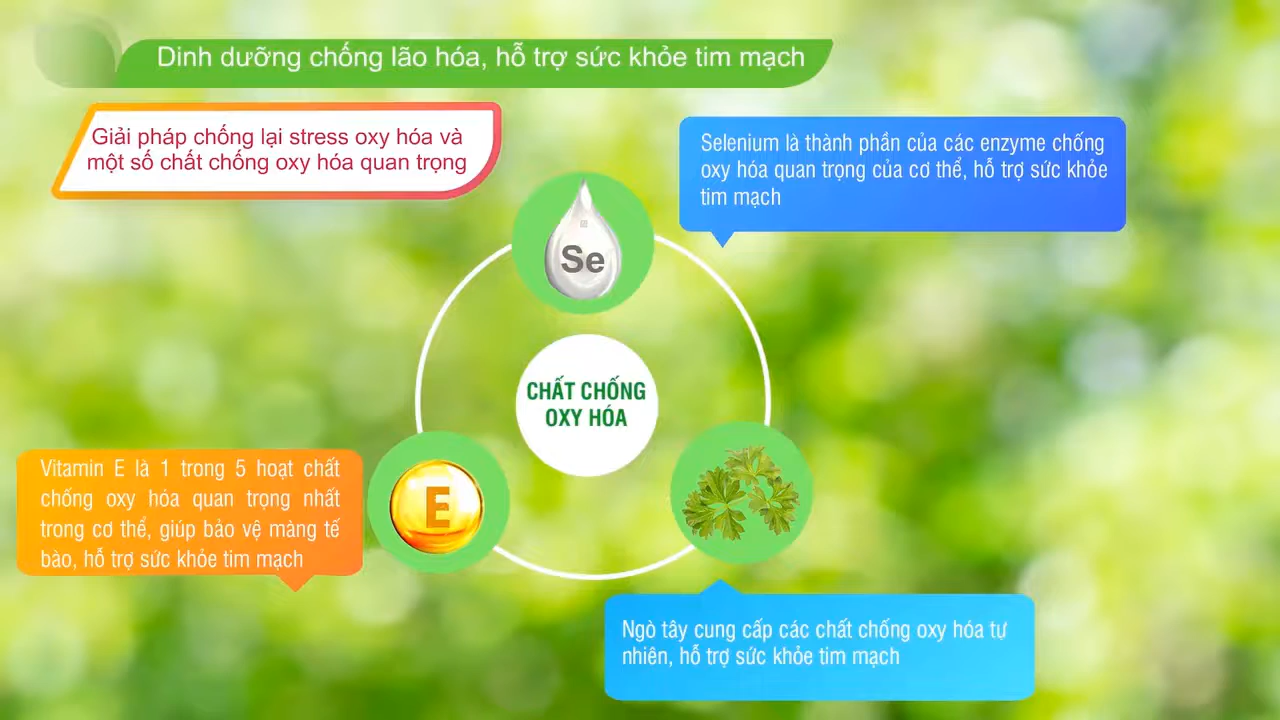 Dinh dưỡng chống lão hóa, hỗ trợ sức khỏe tim mạch
Giải pháp chống lại stress oxy hóa và
một số chất chống oxy hóa quan trọng
Selenium là thành phần của các enzyme chống
oxy hóa quan trọng của cơ thể, hỗ trợ sức khỏe
tim mạch
Se
CHẤT CHỐNG
OXY HÓA
Vitamin E là 1 trong 5 hoạt chất
chống oxy hóa quan trọng nhất
trong cơ thể, giúp bảo vệ màng tế
bào, hỗ trợ sức khỏe tim mạch
E
Ngò tây cung cấp các chất chống oxy hóa tự
nhiên, hỗ trợ sức khỏe tim mạch